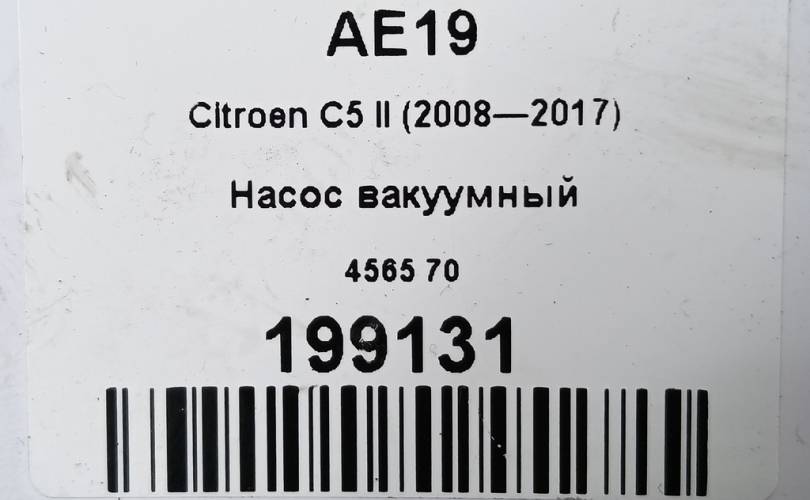 AE19
Citroen C5 II (2008—2017)
Насос вакуумный
4565 70
199131